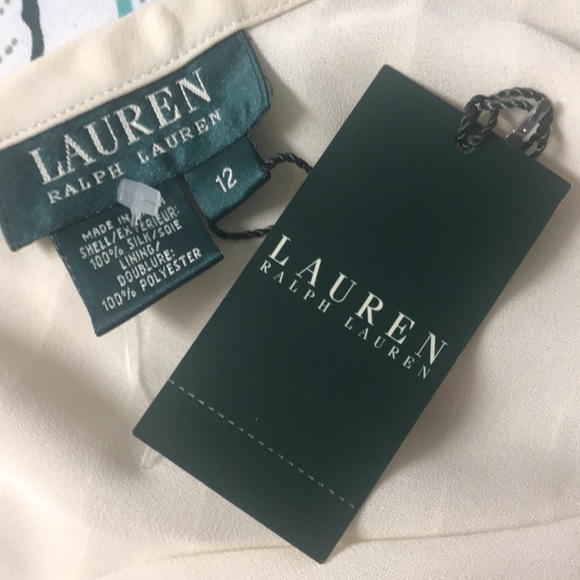 LAUREN
RALPH LAUREN
12
MADE IN
SHELL/EXTERIEUR:
100% SILK/SOIE
LINING/
DOUBLURE:
100% POLYESTER
LAUREN
RALPH LAUREN